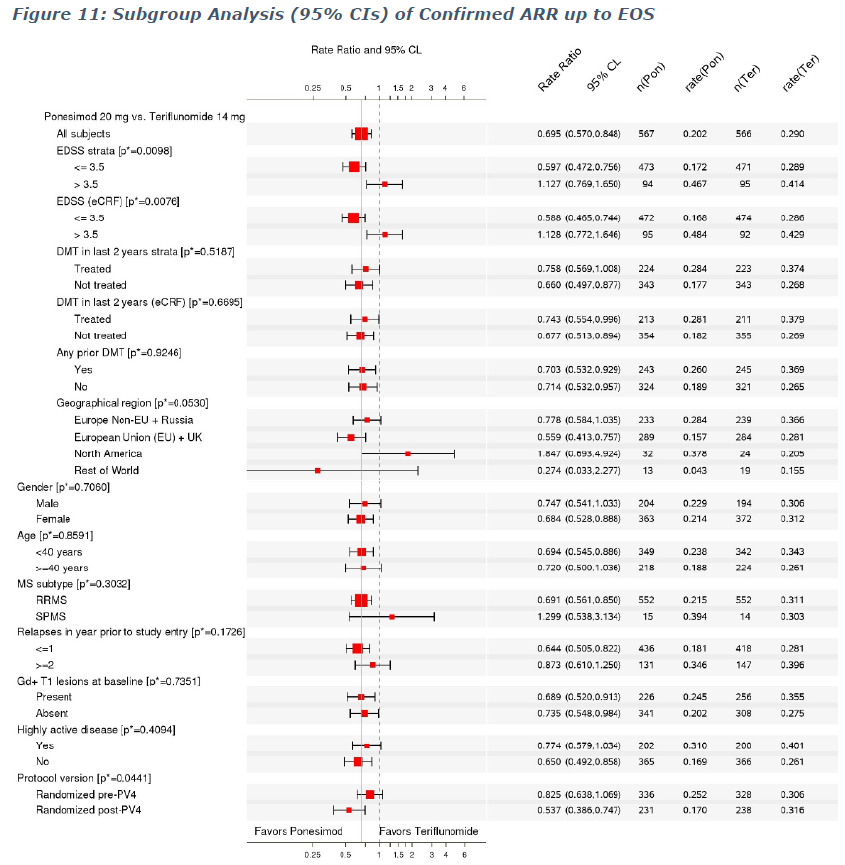 Figure 11: Subgroup Analysis (95% CIs) of Confirmed ARR up to EOS
Rate Ratio and 95% CL
Rate Ratio 95% CL n(Pon) rate(Pon) n(Ter) rate(Ter)
0.25 0.5 1 1.5 2 3 4 6
Ponesimod 20 mg vs. Teriflunomide 14 mg
All subjects 0.695 (0.570,0.848) 567 0.202 566 0.290
EDSS strata [p*=0.0098]
<= 3.5 0.597 (0.472,0.756) 473 0.172 471 0.289
> 3.5 1.127 (0.769,1.650) 94 0.467 95 0.414
EDSS (eCRF) [p*=0.0076]
<= 3.5 0.588 (0.465,0.744) 472 0.168 474 0.286
> 3.5 1.128 (0.772,1.646) 95 0.484 92 0.429
DMT in last 2 years strata [p*=0.5187]
Treated 0.758 (0.569,1.008) 224 0.284 223 0.374
Not treated 0.660 (0.497,0.877) 343 0.177 343 0.268
DMT in last 2 years (eCRF) [p*=0.6695]
Treated 0.743 (0.554,0.996) 213 0.281 211 0.379
Not treated 0.677 (0.513,0.894) 354 0.182 355 0.269
Any prior DMT [p*=0.9246]
Yes 0.703 (0.532,0.929) 243 0.260 245 0.369
No 0.714 (0.532,0.957) 324 0.189 321 0.265
Geographical region [p*=0.0530]
Europe Non-EU + Russia 0.778 (0.584,1.035) 233 0.284 239 0.366
European Union (EU) + UK 0.559 (0.413,0.757) 289 0.157 284 0.281
North America 1.847 (0.693,4.924) 32 0.378 24 0.205
Rest of World 0.274 (0.033,2.277) 13 0.043 19 0.155
Gender [p*=0.7060]
Male 0.747 (0.541,1.033) 204 0.229 194 0.306
Female 0.684 (0.528,0.886) 363 0.214 372 0.312
Age [p*=0.8591]
<40 years 0.694 (0.545,0.886) 349 0.238 342 0.343
>=40 years 0.720 (0.500,1.036) 218 0.188 224 0.261
MS subtype [p*=0.3032]
RRMS 0.691 (0.561,0.850) 552 0.215 552 0.311
SPMS 1.299 (0.538,3.134) 15 0.394 14 0.303
Relapses in year prior to study entry [p*=0.1726]
<=1 0.644 (0.505,0.822) 436 0.181 418 0.281
>=2 0.873 (0.610,1.250) 131 0.346 147 0.396
Gd+ T1 lesions at baseline [p*=0.7351]
Present 0.689 (0.520,0.913) 226 0.245 256 0.355
Absent 0.735 (0.548,0.984) 341 0.202 308 0.275
Highly active disease [p*=0.4094]
Yes 0.774 (0.579,1.034) 202 0.310 200 0.401
No 0.650 (0.492,0.858) 365 0.169 366 0.261
Protocol version [p*=0.0441]
Randomized pre-PV4 0.825 (0.638,1.069) 336 0.252 328 0.306
Randomized post-PV4 0.537 (0.386,0.747) 231 0.170 238 0.316
Favors Ponesimod Favors Teriflunomide
0.25 0.5 1 1.5 2 3 4 6